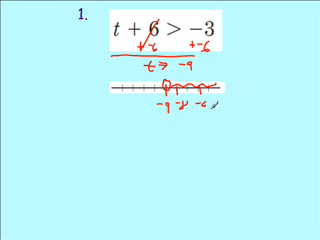 1.
t + 6 > −3
+ -6 + -6
t > -9
-9 -8 -6